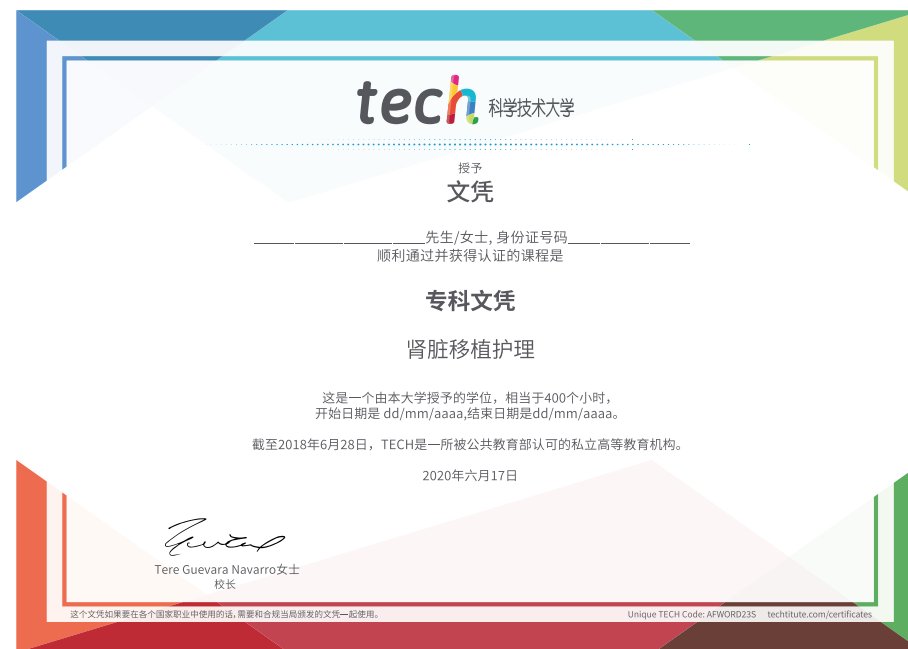 tech 科学技术大学
授予
文凭
________________________先生/女士, 身份证号码_________________
顺利通过并获得认证的课程是
专科文凭
肾脏移植护理
这是一个由本大学授予的学位，相当于400个小时，
开始日期是 dd/mm/aaaa,结束日期是dd/mm/aaaa。
截至2018年6月28日，TECH是一所被公共教育部认可的私立高等教育机构。
2020年六月17日
Tere Guevara Navarro女士
校长
这个文凭如果要在各个国家职业中使用的话,需要和合规当局颁发的文凭一起使用。
Unique TECH Code: AFWORD23S techtitute.com/certificates